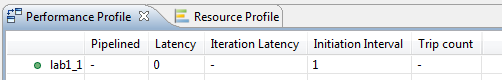 Performance Profile Resource Profile
Pipelined Latency Iteration Latency Initiation Interval Trip count
lab1_1 - 0 - 1 -